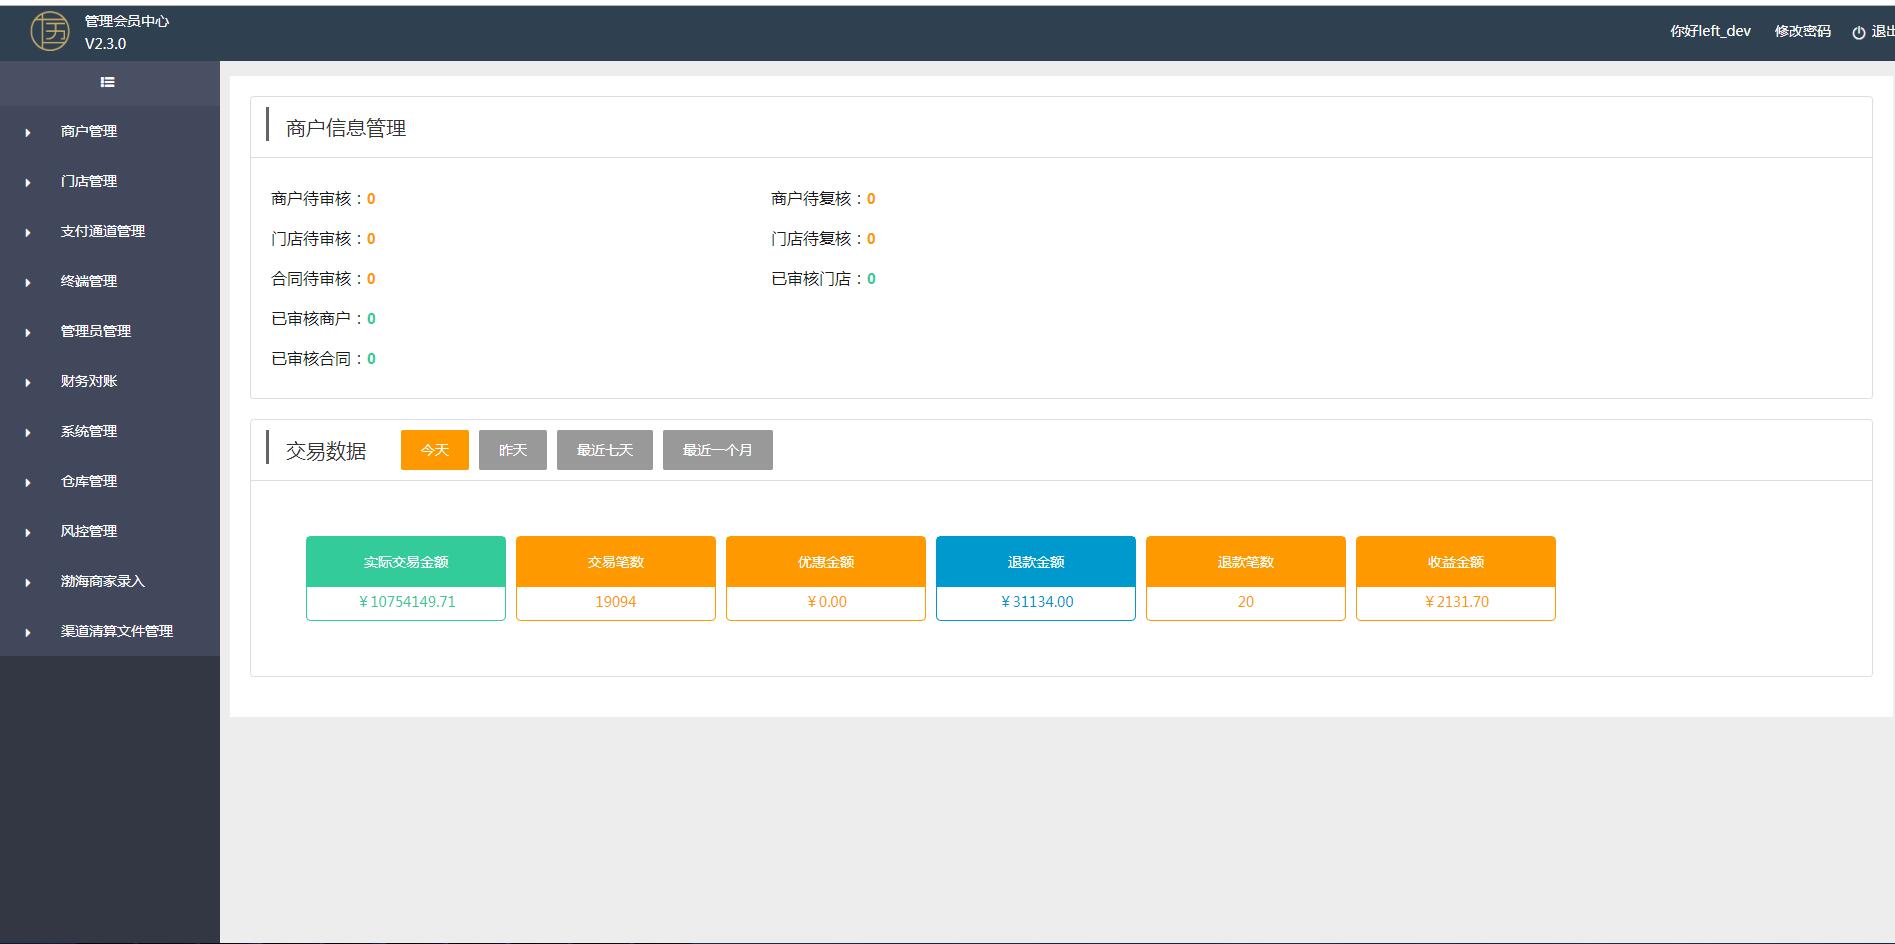 管理会员中心
V2.3.0
你好left_dev 修改密码 退出
商户管理
门店管理
支付通道管理
终端管理
管理员管理
财务对账
系统管理
仓库管理
风控管理
渤海商家录入
渠道清算文件管理
商户信息管理
商户待审核：0 商户待复核：0
门店待审核：0 门店待复核：0
合同待审核：0 已审核门店：0
已审核商户：0
已审核合同：0
交易数据 今天 昨天 最近七天 最近一个月
实际交易金额 交易笔数 优惠金额 退款金额 退款笔数 收益金额
￥10754149.71 19094 ￥0.00 ￥31134.00 20 ￥2131.70